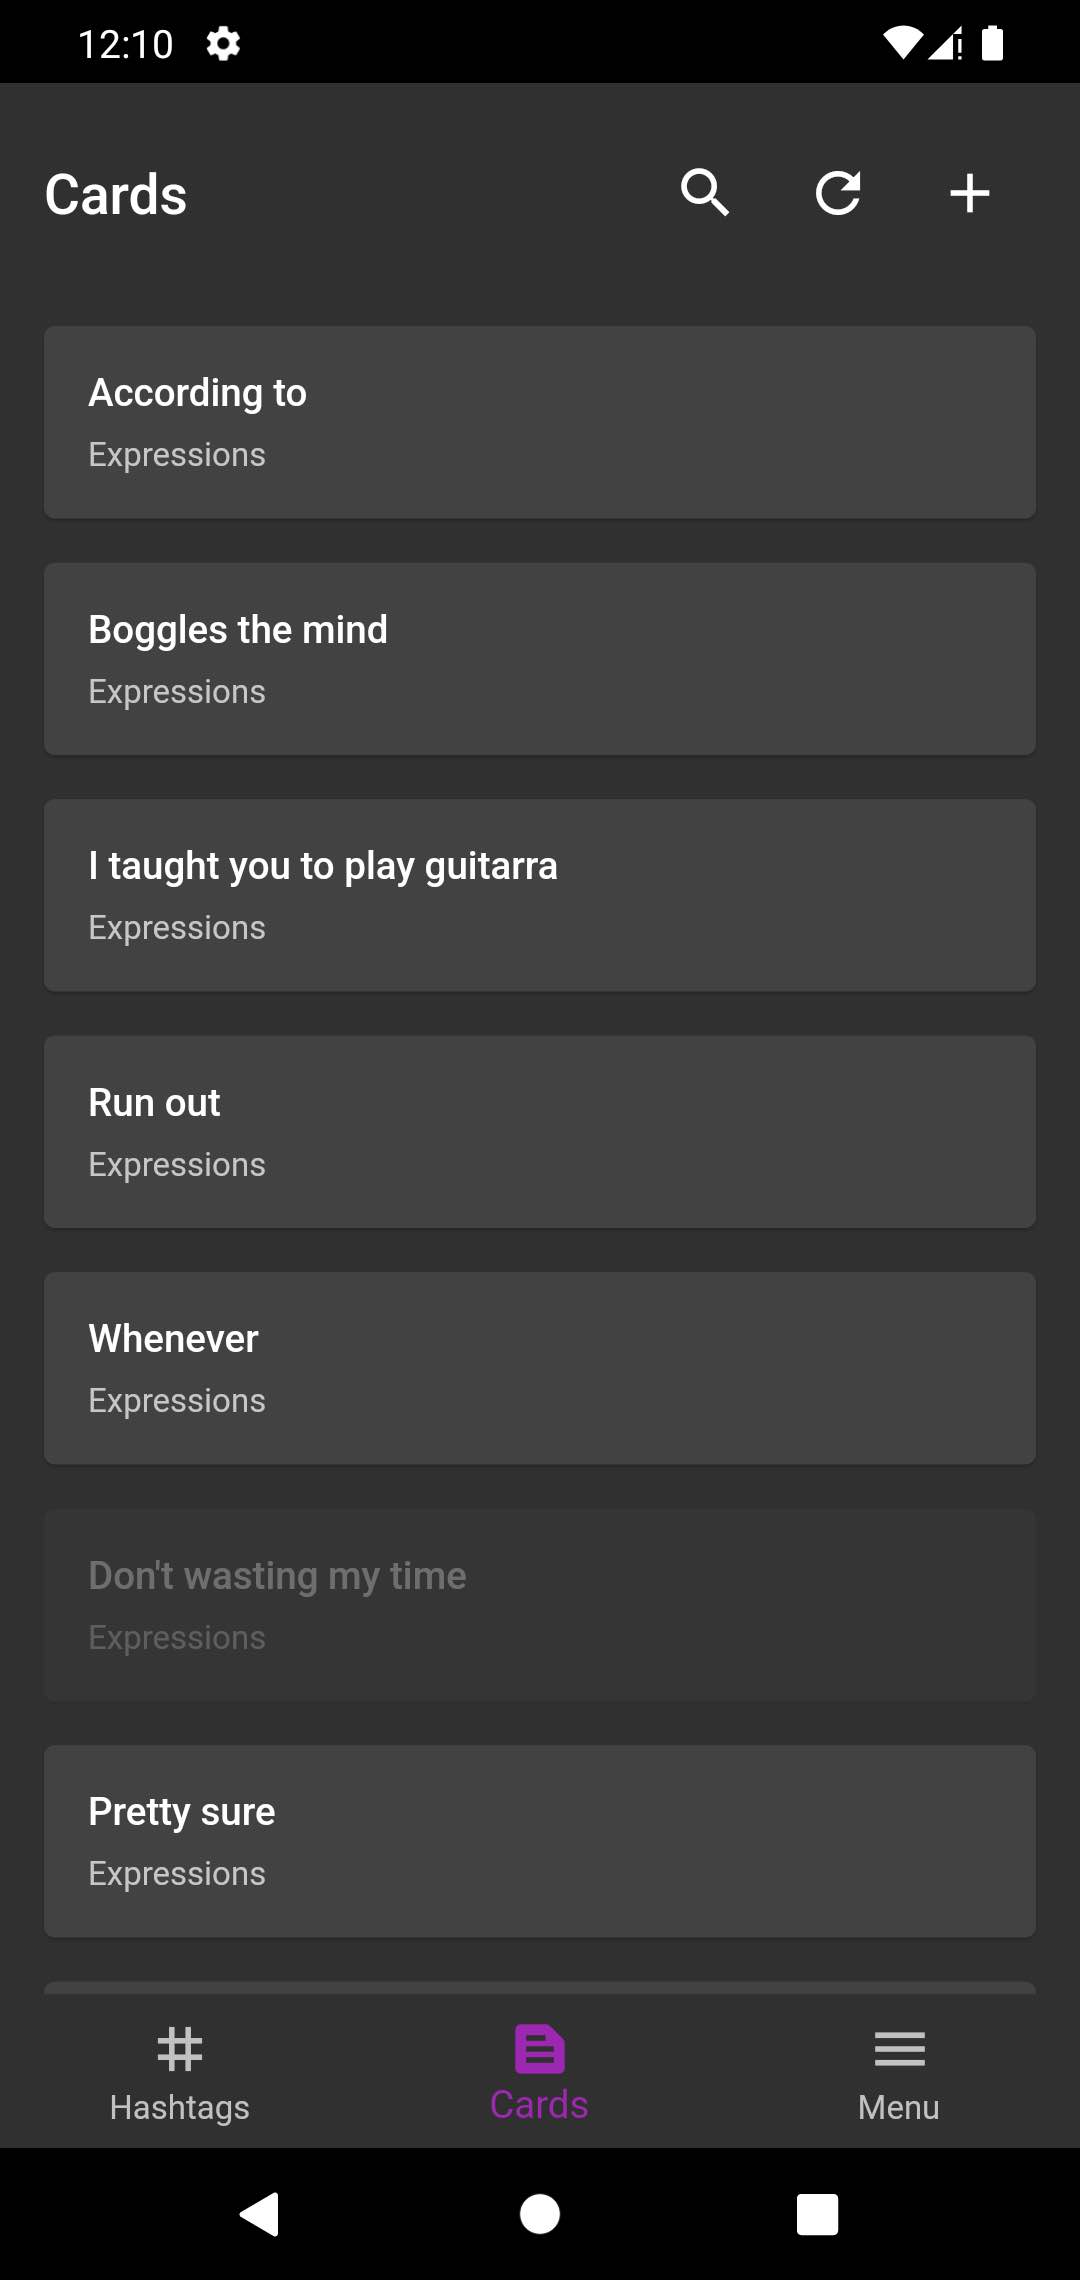 12:10
Cards
According to
Expressions
Boggles the mind
Expressions
I taught you to play guitarra
Expressions
Run out
Expressions
Whenever
Expressions
Don't wasting my time
Expressions
Pretty sure
Expressions
Hashtags
Cards
Menu